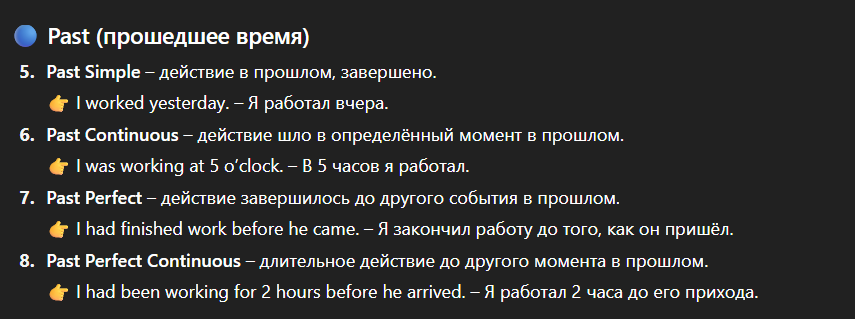 🔵 Past (прошедшее время)
5. Past Simple – действие в прошлом, завершено.
👉 I worked yesterday. – Я работал вчера.
6. Past Continuous – действие шло в определённый момент в прошлом.
👉 I was working at 5 o’clock. – В 5 часов я работал.
7. Past Perfect – действие завершилось до другого события в прошлом.
👉 I had finished work before he came. – Я закончил работу до того, как он пришёл.
8. Past Perfect Continuous – длительное действие до другого момента в прошлом.
👉 I had been working for 2 hours before he arrived. – Я работал 2 часа до его прихода.